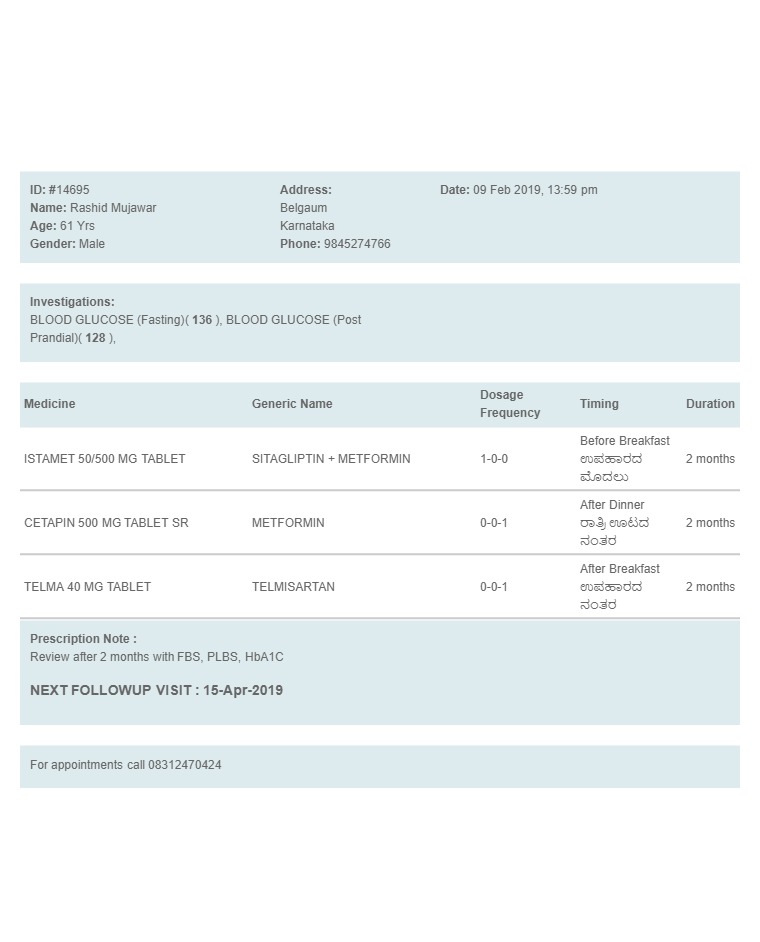 ID: #14695
Name: Rashid Mujawar
Age: 61 Yrs
Gender: Male
Address:
Belgaum
Karnataka
Phone: 9845274766
Date: 09 Feb 2019, 13:59 pm
Investigations:
BLOOD GLUCOSE (Fasting)( 136 ), BLOOD GLUCOSE (Post
Prandial)( 128 ),
Medicine Generic Name Dosage Frequency Timing Duration
ISTAMET 50/500 MG TABLET SITAGLIPTIN + METFORMIN 1-0-0 Before Breakfast 2 months
ಉಪಹಾರದ
ಮೊದಲು
CETAPIN 500 MG TABLET SR METFORMIN 0-0-1 After Dinner 2 months
ರಾತ್ರಿ ಊಟದ
ನಂತರ
TELMA 40 MG TABLET TELMISARTAN 0-0-1 After Breakfast 2 months
ಉಪಹಾರದ
ನಂತರ
Prescription Note :
Review after 2 months with FBS, PLBS, HbA1C
NEXT FOLLOWUP VISIT : 15-Apr-2019
For appointments call 08312470424